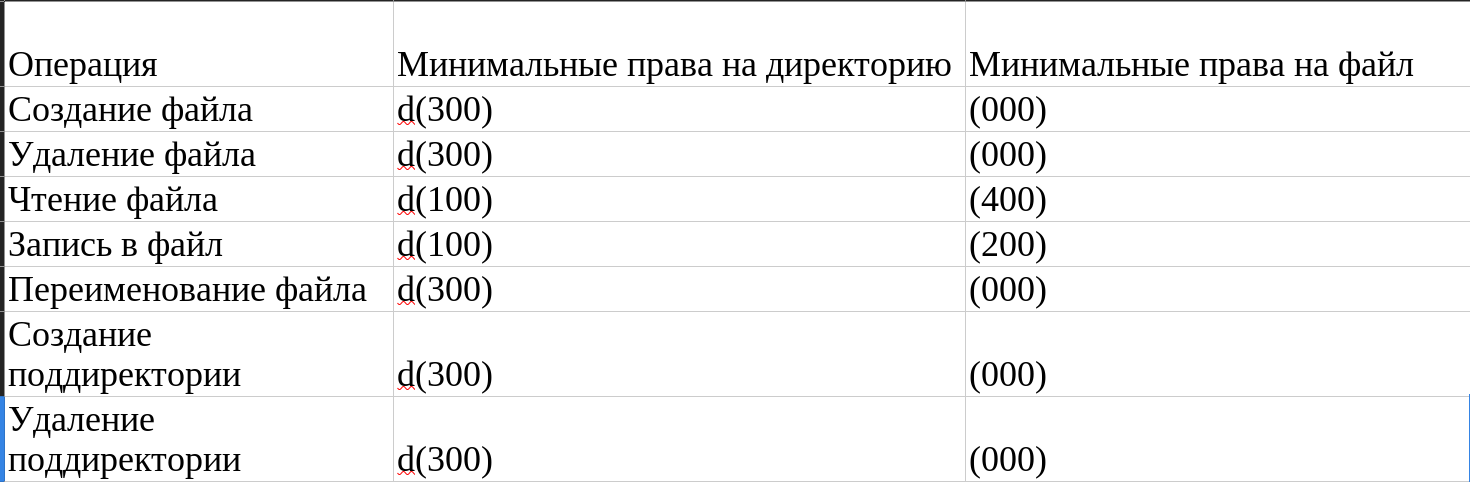 Операция Минимальные права на директорию Минимальные права на файл
Создание файла d(300) (000)
Удаление файла d(300) (000)
Чтение файла d(100) (400)
Запись в файл d(100) (200)
Переименование файла d(300) (000)
Создание
поддиректории d(300) (000)
Удаление
поддиректории d(300) (000)